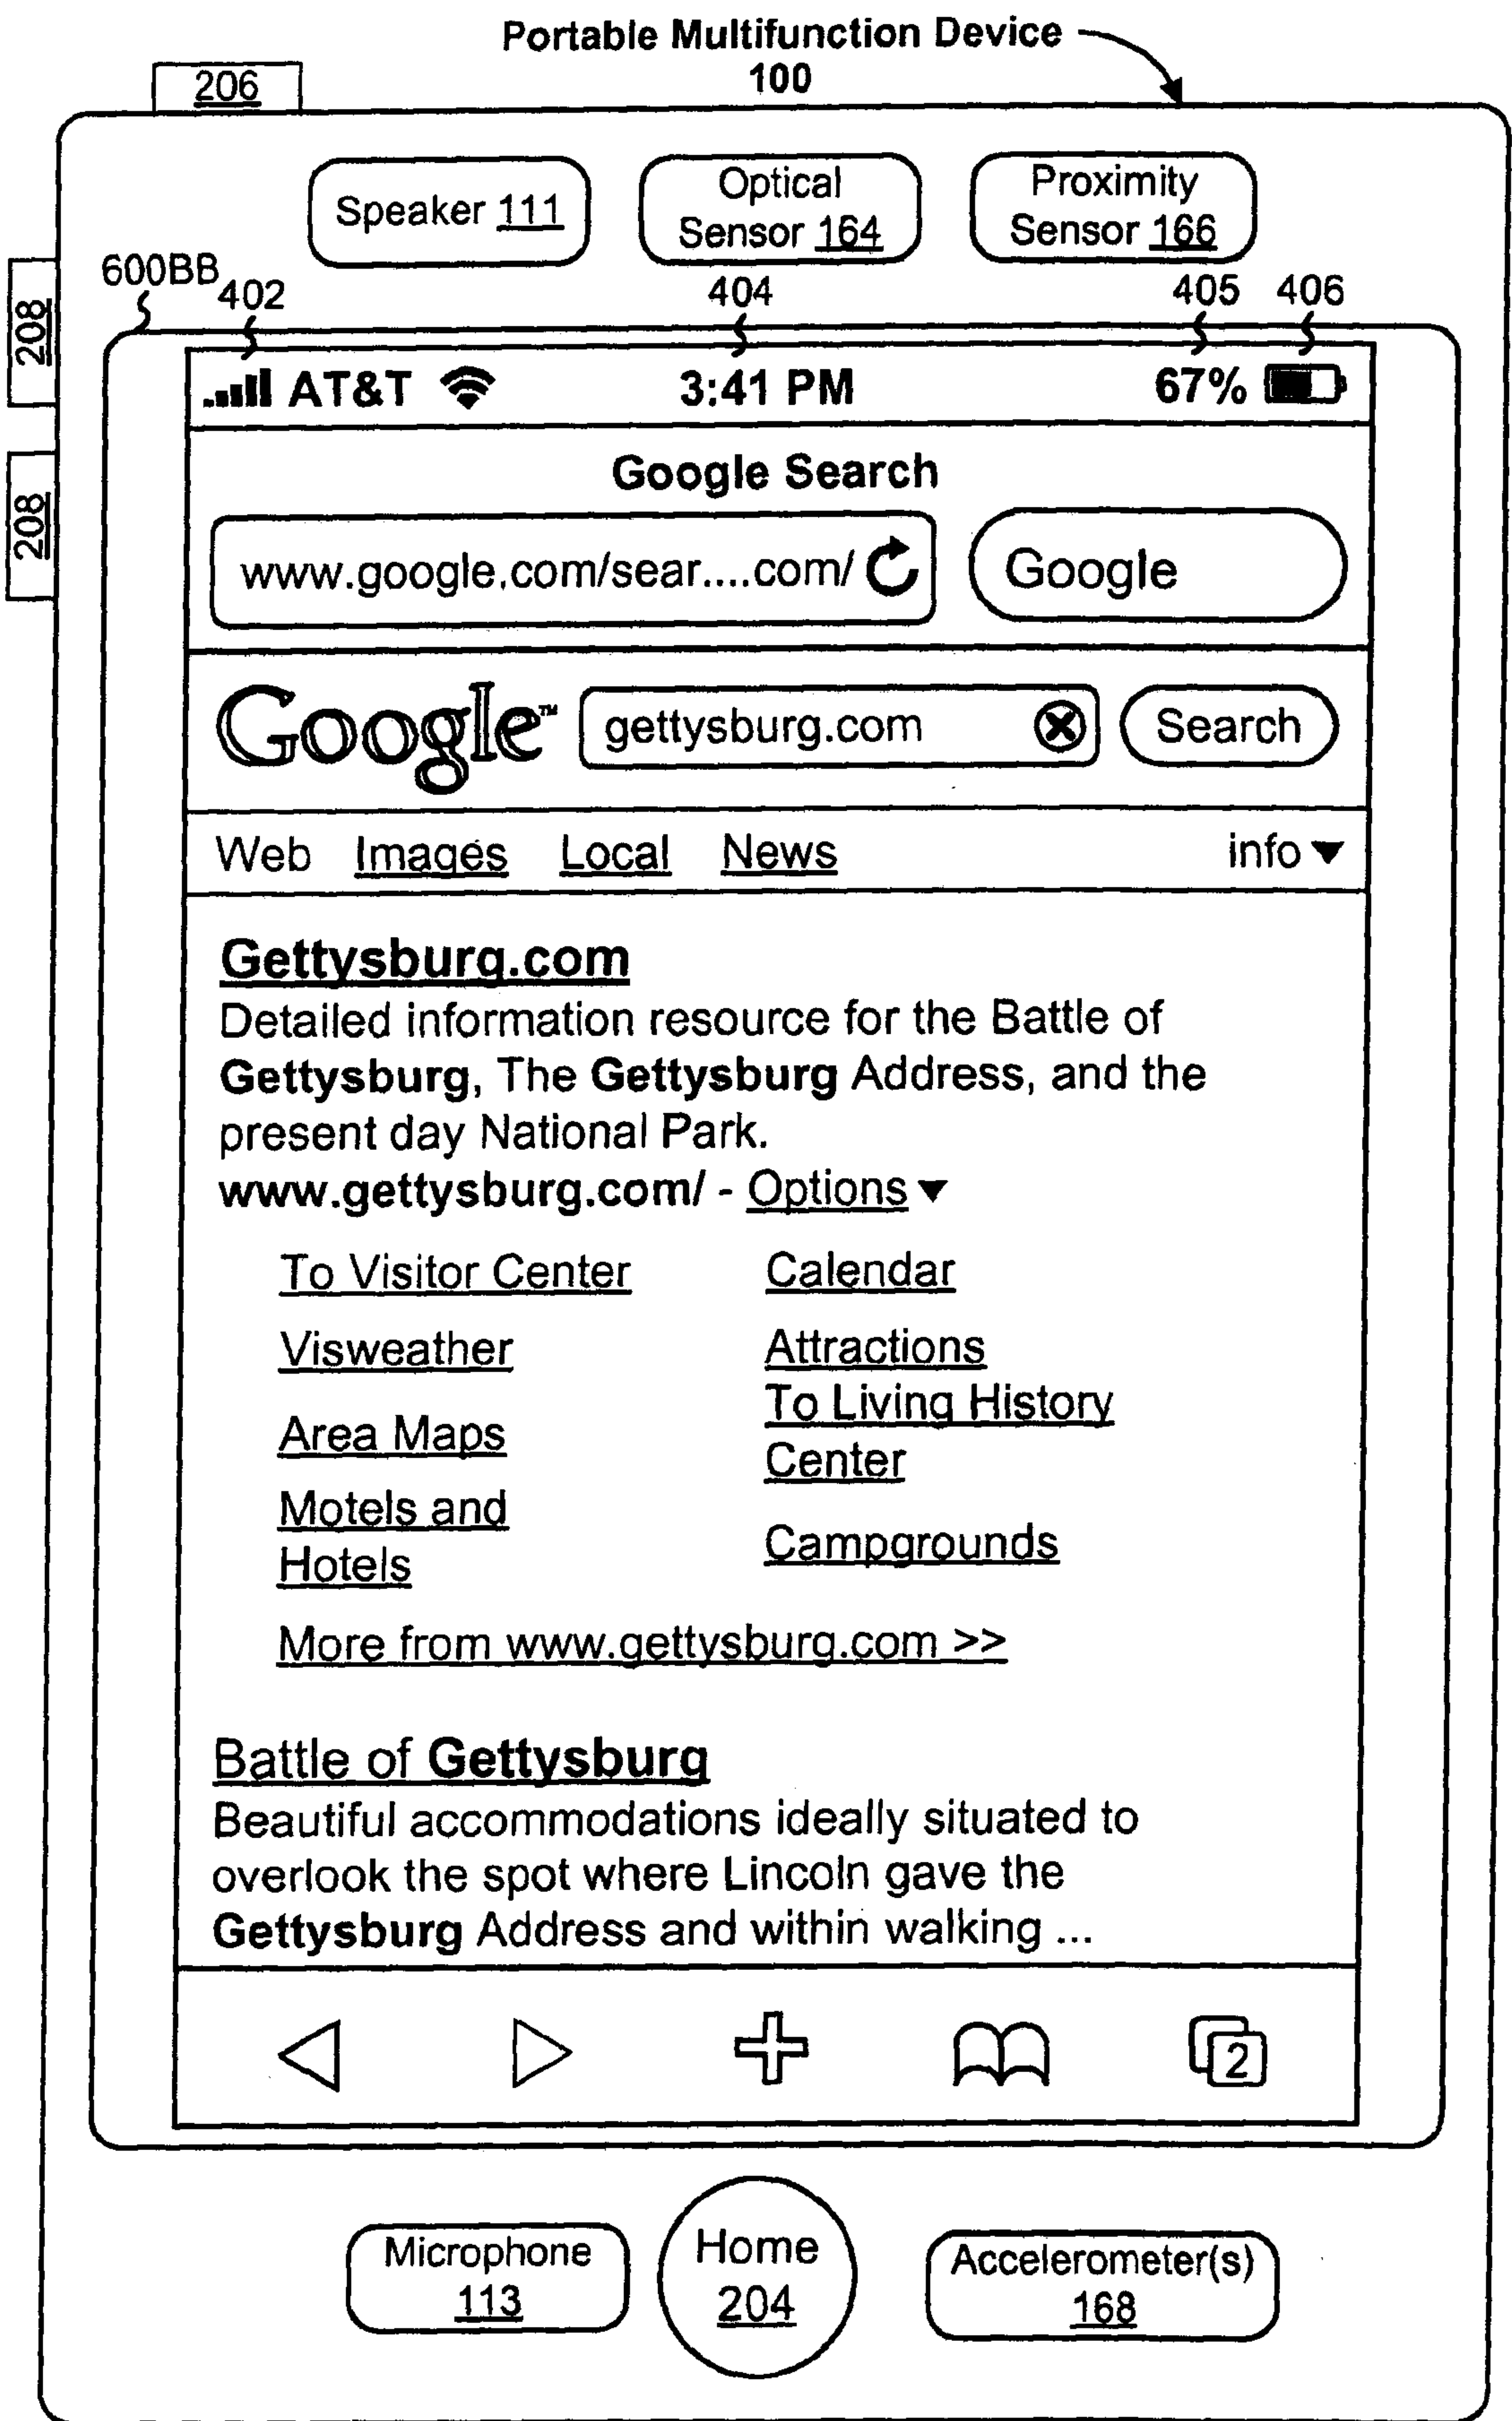 Portable Multifunction Device
100
206
Speaker 111
Optical
Sensor 164
Proximity
Sensor 166
600BB
402
404
405
406
208
208
AT&T
3:41 PM
67%
Google Search
www.google.com/sear....com/
Google
Google™
gettysburg.com
Search
Web Images Local News
info
Gettysburg.com
Detailed information resource for the Battle of
Gettysburg, The Gettysburg Address, and the
present day National Park.
www.gettysburg.com/ - Options
To Visitor Center
Calendar
Visweather
Attractions
Area Maps
To Living History
Center
Motels and
Hotels
Campgrounds
More from www.gettysburg.com >>
Battle of Gettysburg
Beautiful accommodations ideally situated to
overlook the spot where Lincoln gave the
Gettysburg Address and within walking ...
2
Microphone
113
Home
204
Accelerometer(s)
168